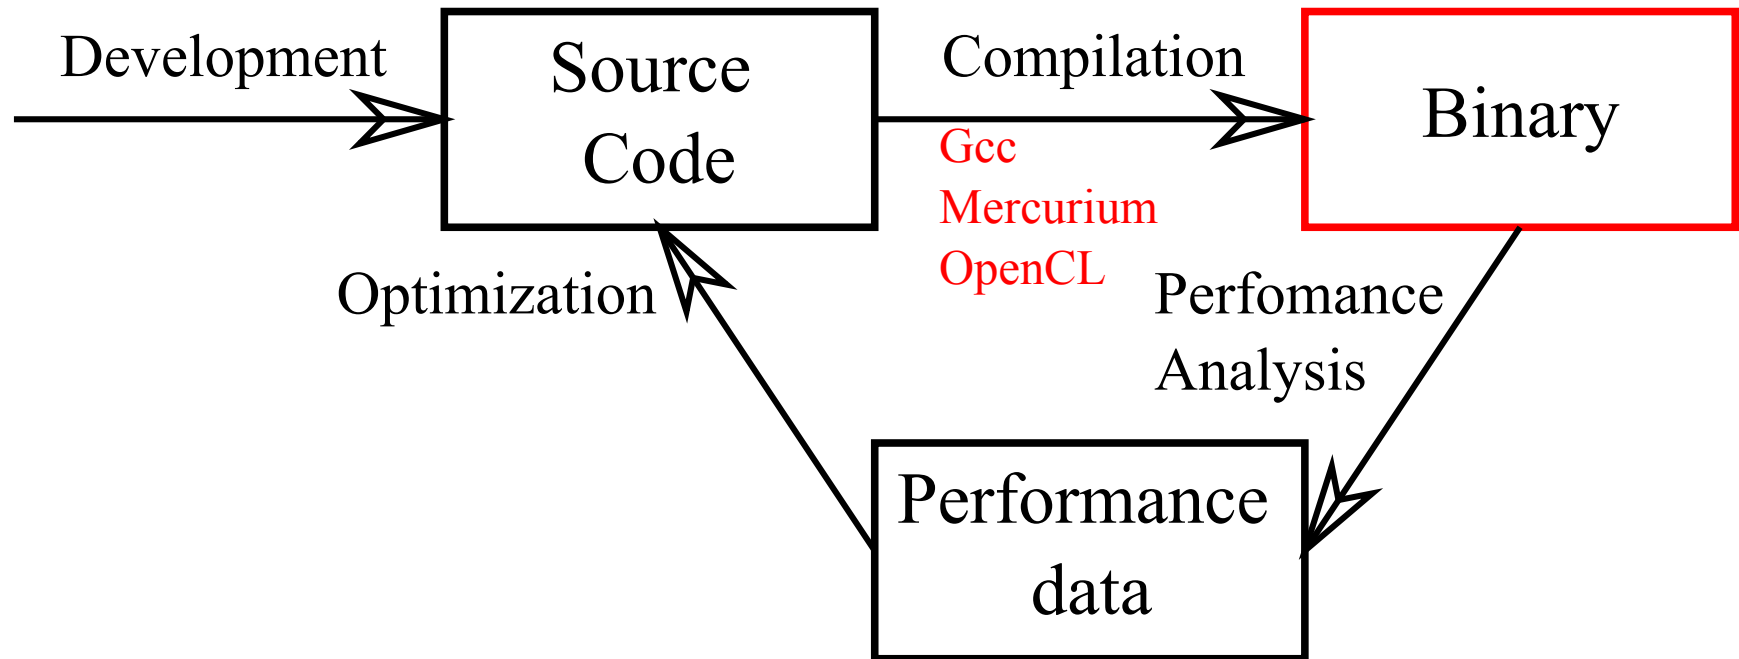 Development
Source
Code
Compilation
Gcc
Mercurium
OpenCL
Binary
Optimization
Perfomance
Analysis
Performance
data